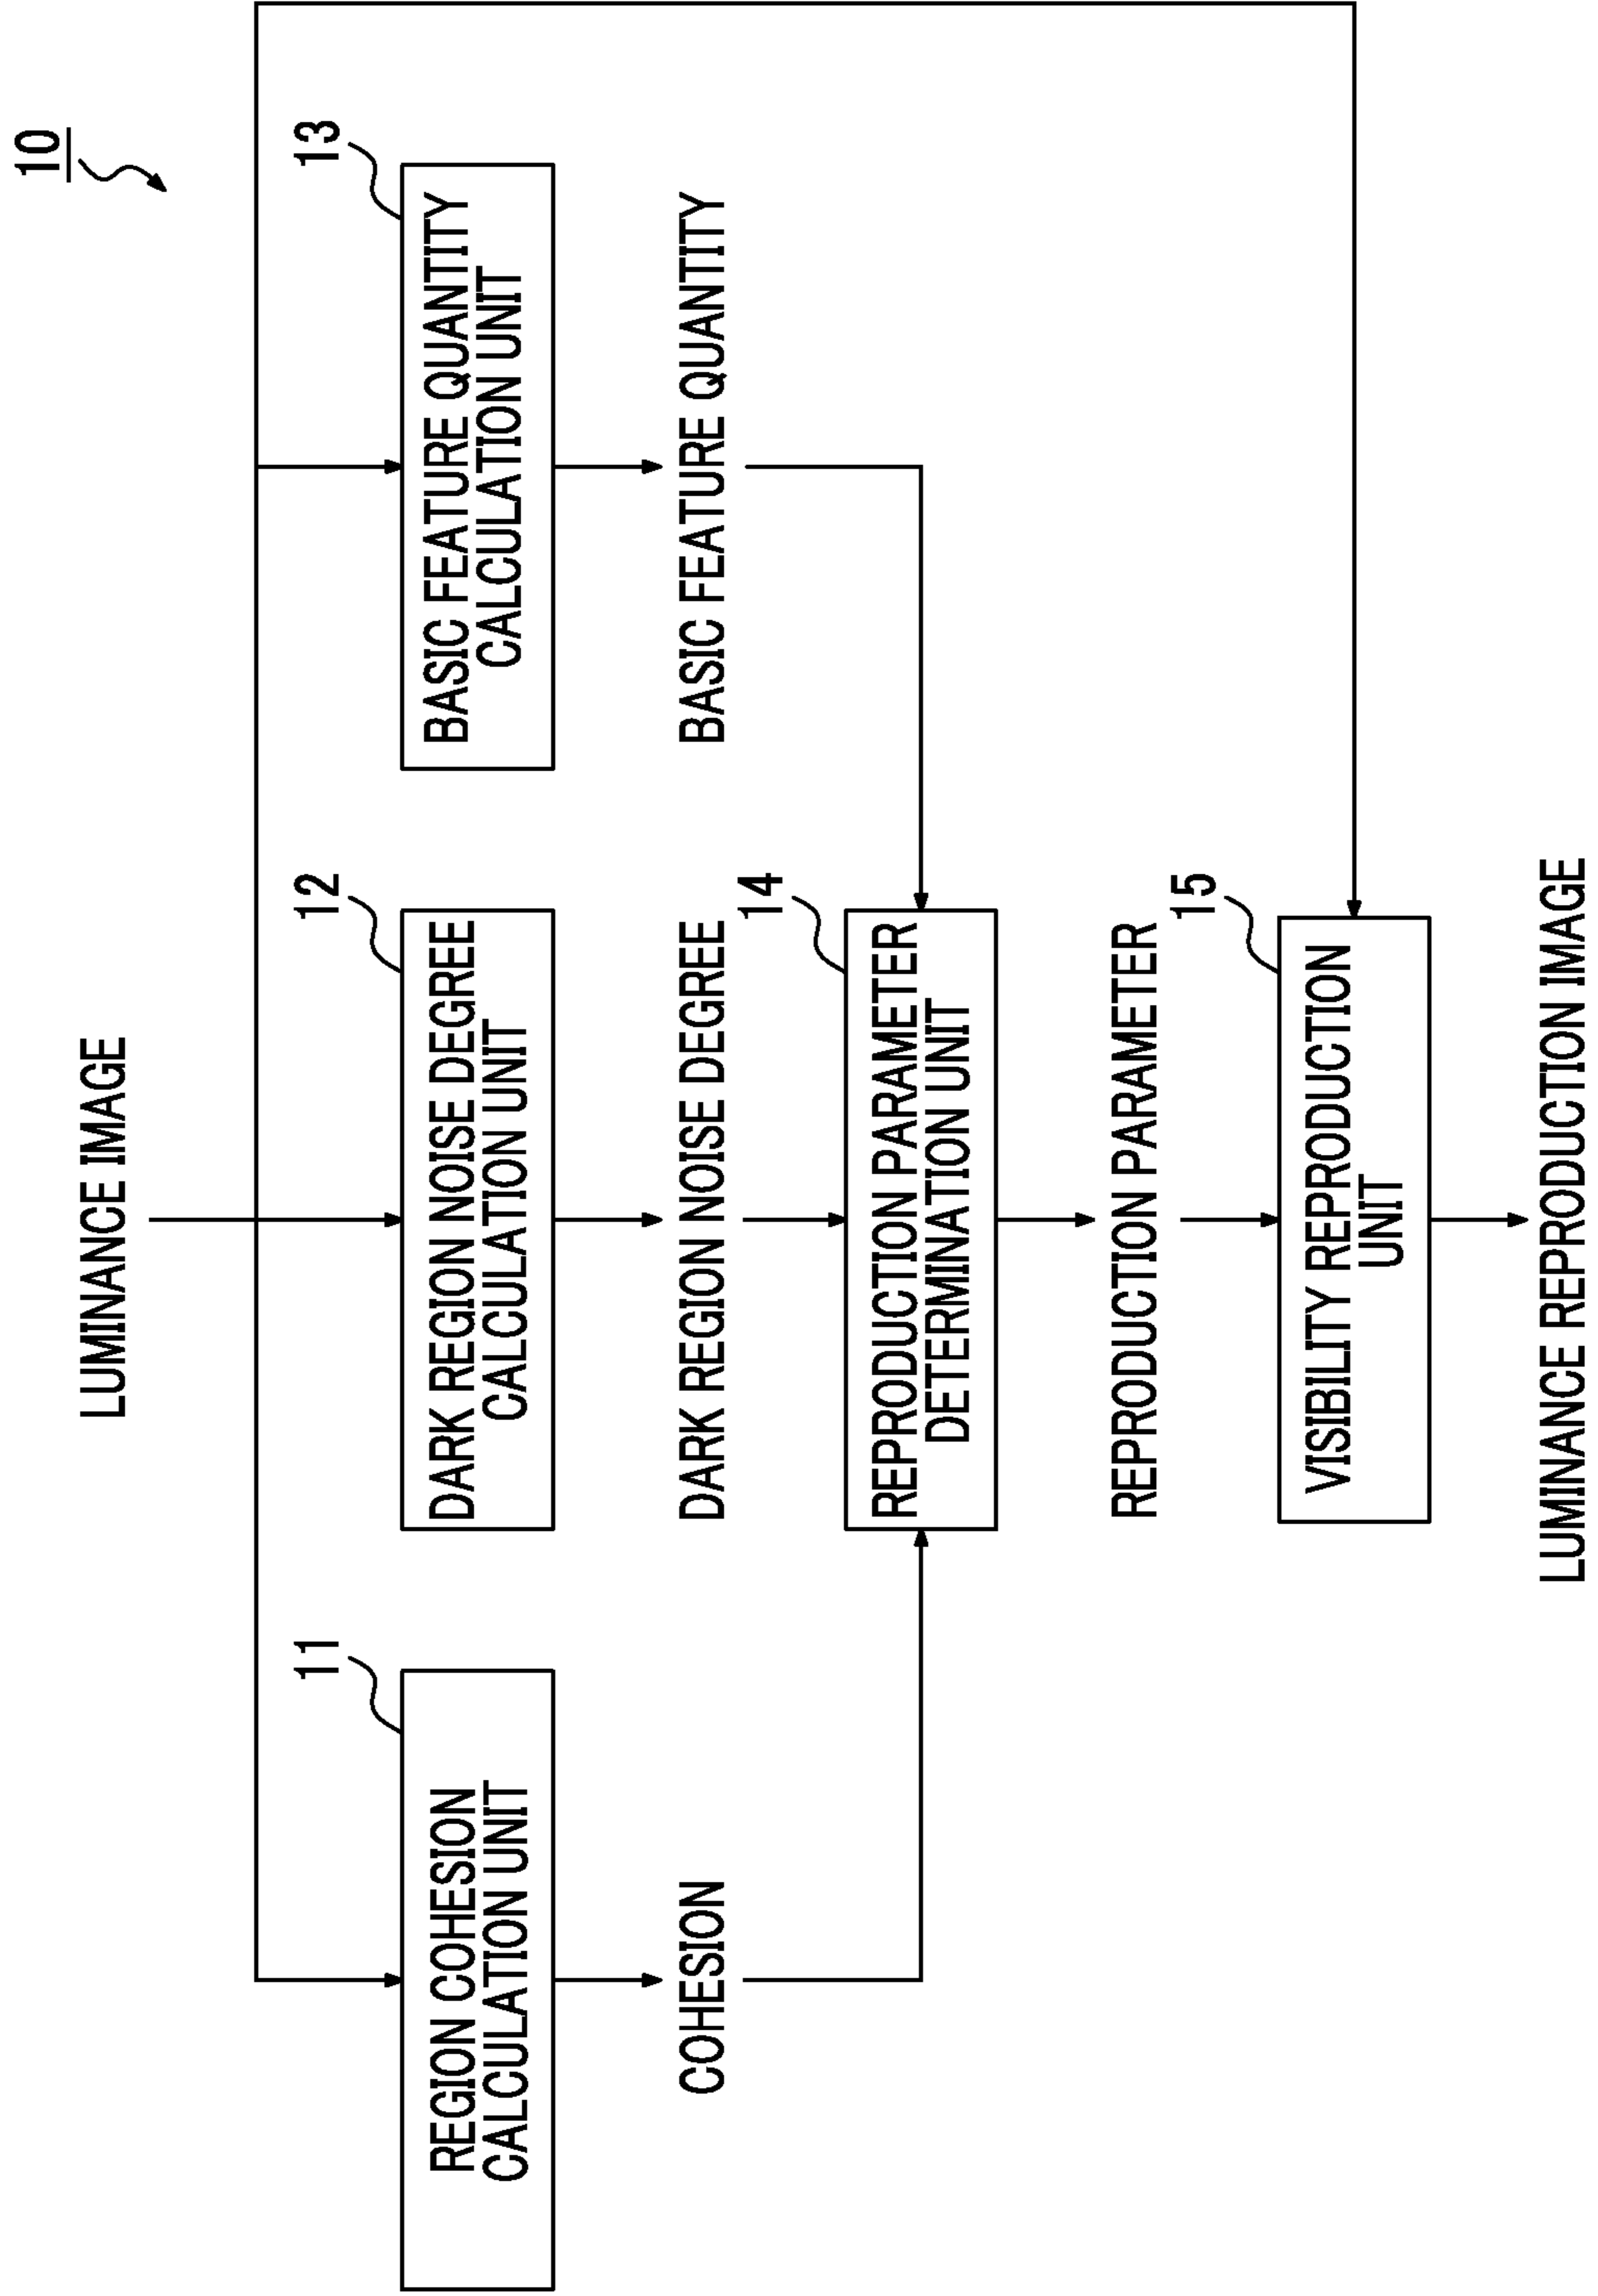 10
LUMINANCE IMAGE
11
REGION COHESION
CALCULATION UNIT
12
DARK REGION NOISE DEGREE
CALCULATION UNIT
13
BASIC FEATURE QUANTITY
CALCULATION UNIT
COHESION
DARK REGION NOISE DEGREE
BASIC FEATURE QUANTITY
14
REPRODUCTION PARAMETER
DETERMINATION UNIT
REPRODUCTION PARAMETER
15
VISIBILITY REPRODUCTION
UNIT
LUMINANCE REPRODUCTION IMAGE